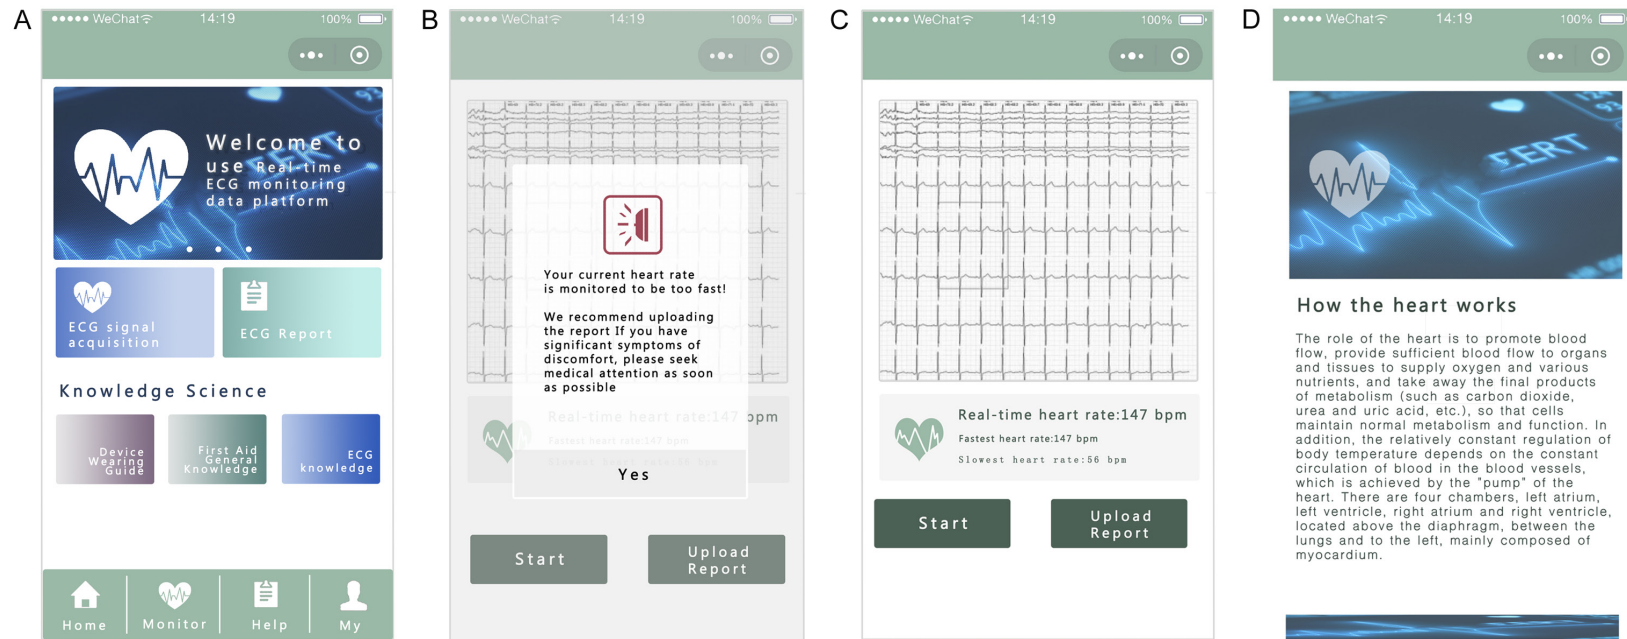 A
WeChat 14:19 100%
Welcome to
use Real-time
ECG monitoring
data platform
ECG signal
acquisition
ECG Report
Knowledge Science
Device
Wearing
Guide
First Aid
General
Knowledge
ECG
knowledge
Home
Monitor
Help
My
B
WeChat 14:19 100%
Your current heart rate
is monitored to be too fast!
We recommend uploading
the report If you have
significant symptoms of
discomfort, please seek
medical attention as soon
as possible
Real-time heart rate:147 bpm
Fastest heart rate:147 bpm
Slowest heart rate:56 bpm
Yes
Start
Upload
Report
C
WeChat 14:19 100%
Real-time heart rate:147 bpm
Fastest heart rate:147 bpm
Slowest heart rate:56 bpm
Start
Upload
Report
D
WeChat 14:19 100%
How the heart works
The role of the heart is to promote blood
flow, provide sufficient blood flow to organs
and tissues to supply oxygen and various
nutrients, and take away the final products
of metabolism (such as carbon dioxide,
urea and uric acid, etc.), so that cells
maintain normal metabolism and function. In
addition, the relatively constant regulation of
body temperature depends on the constant
circulation of blood in the blood vessels,
which is achieved by the "pump" of the
heart. There are four chambers, left atrium,
left ventricle, right atrium and right ventricle,
located above the diaphragm, between the
lungs and to the left, mainly composed of
myocardium.